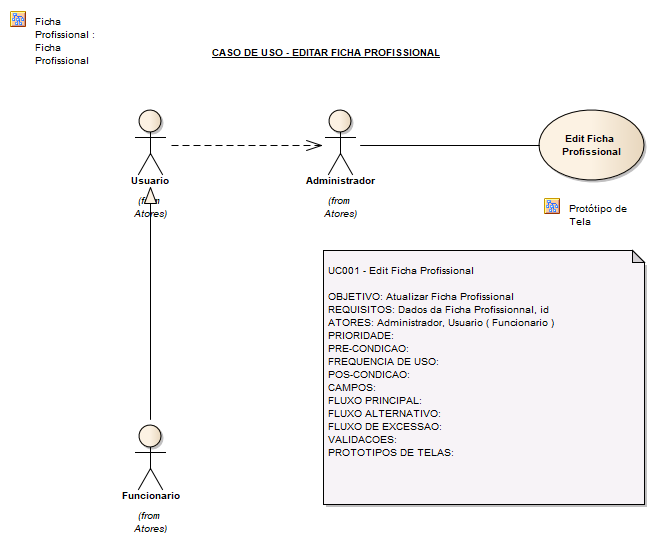 Ficha
Profissional :
Ficha
Profissional
CASO DE USO - EDITAR FICHA PROFISSIONAL
Usuario
(from
Atores)
Administrador
(from
Atores)
Edit Ficha
Profissional
Protótipo de
Tela
UC001 - Edit Ficha Profissional
OBJETIVO: Atualizar Ficha Profissional
REQUISITOS: Dados da Ficha Profissionnal, id
ATORES: Administrador, Usuario ( Funcionario )
PRIORIDADE:
PRE-CONDICAO:
FREQUENCIA DE USO:
POS-CONDICAO:
CAMPOS:
FLUXO PRINCIPAL:
FLUXO ALTERNATIVO:
FLUXO DE EXCESSAO:
VALIDACOES:
PROTOTIPOS DE TELAS:
Funcionario
(from
Atores)